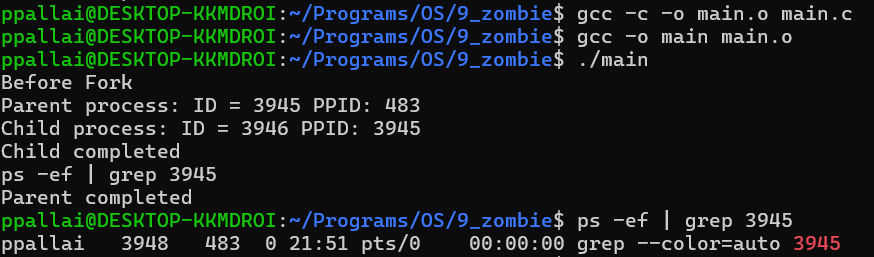 ppallai@DESKTOP-KKMDROI:~/Programs/OS/9_zombie$ gcc -c -o main.o main.c
ppallai@DESKTOP-KKMDROI:~/Programs/OS/9_zombie$ gcc -o main main.o
ppallai@DESKTOP-KKMDROI:~/Programs/OS/9_zombie$ ./main
Before Fork
Parent process: ID = 3945 PPID: 483
Child process: ID = 3946 PPID: 3945
Child completed
ps -ef | grep 3945
Parent completed
ppallai@DESKTOP-KKMDROI:~/Programs/OS/9_zombie$ ps -ef | grep 3945
ppallai   3948   483  0 21:51 pts/0    00:00:00 grep --color=auto 3945